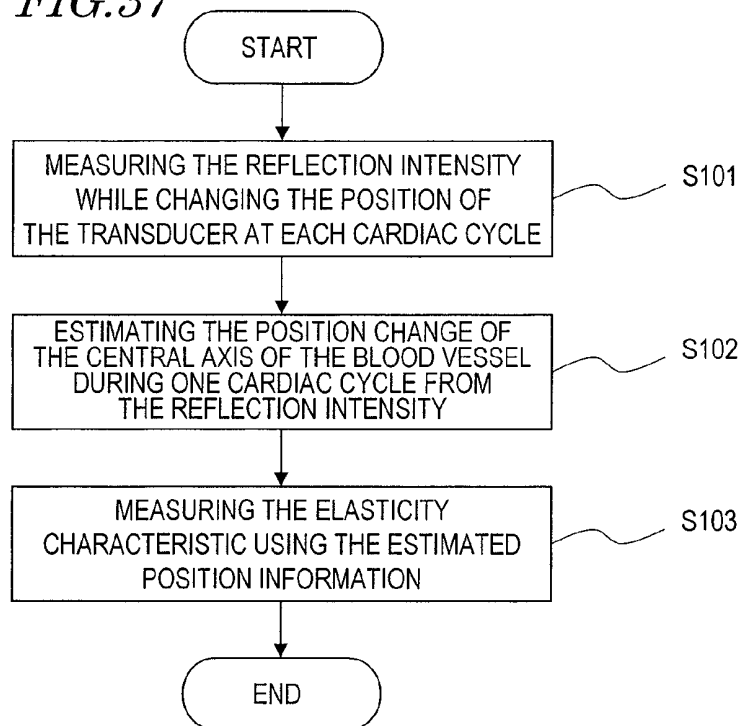 FIG.37
START
MEASURING THE REFLECTION INTENSITY
WHILE CHANGING THE POSITION OF
THE TRANSDUCER AT EACH CARDIAC CYCLE
S101
ESTIMATING THE POSITION CHANGE OF
THE CENTRAL AXIS OF THE BLOOD VESSEL
DURING ONE CARDIAC CYCLE FROM
THE REFLECTION INTENSITY
S102
MEASURING THE ELASTICITY
CHARACTERISTIC USING THE ESTIMATED
POSITION INFORMATION
S103
END